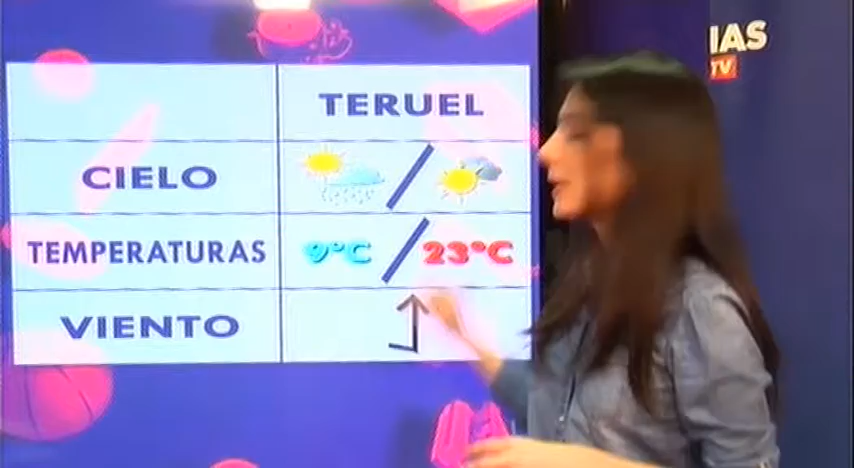 IAS
TV
TERUEL
CIELO
TEMPERATURAS 9°C 23°C
VIENTO